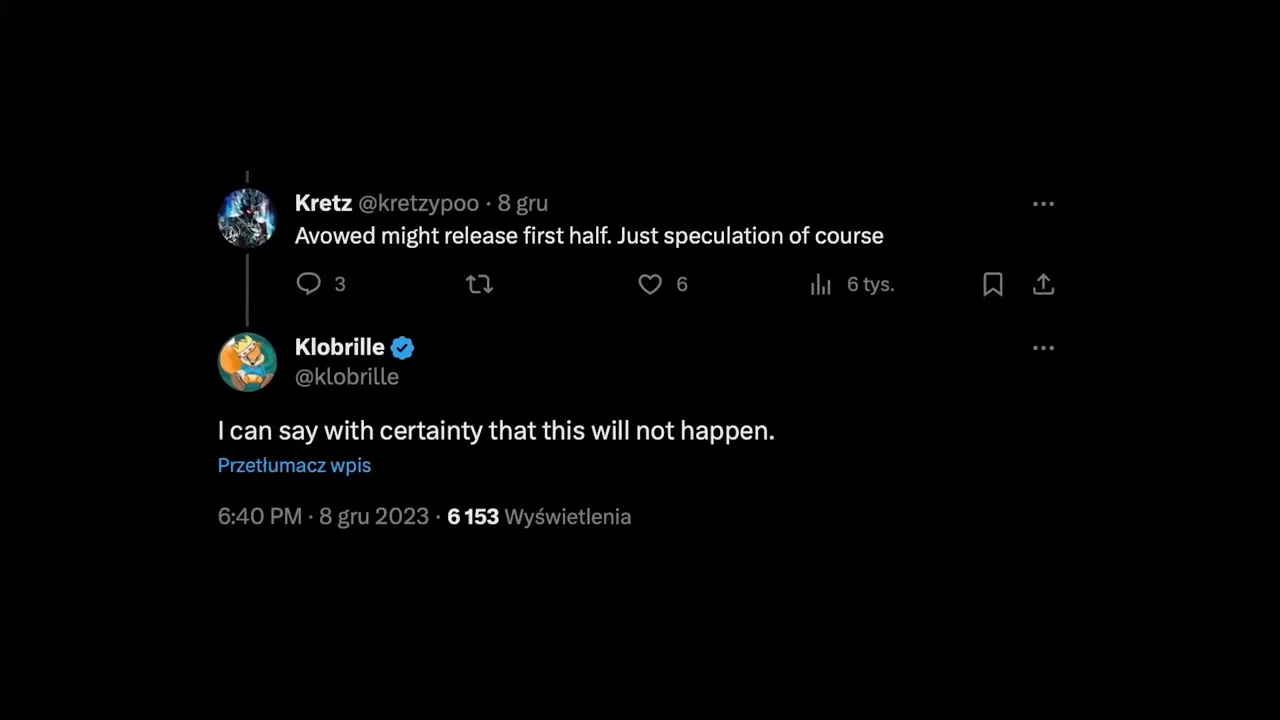 Kretz @kretzypoo · 8 gru
Avowed might release first half. Just speculation of course
3 6 6 tys.
Klobrille
@klobrille
I can say with certainty that this will not happen.
Przetłumacz wpis
6:40 PM · 8 gru 2023 · 6 153 Wyświetlenia